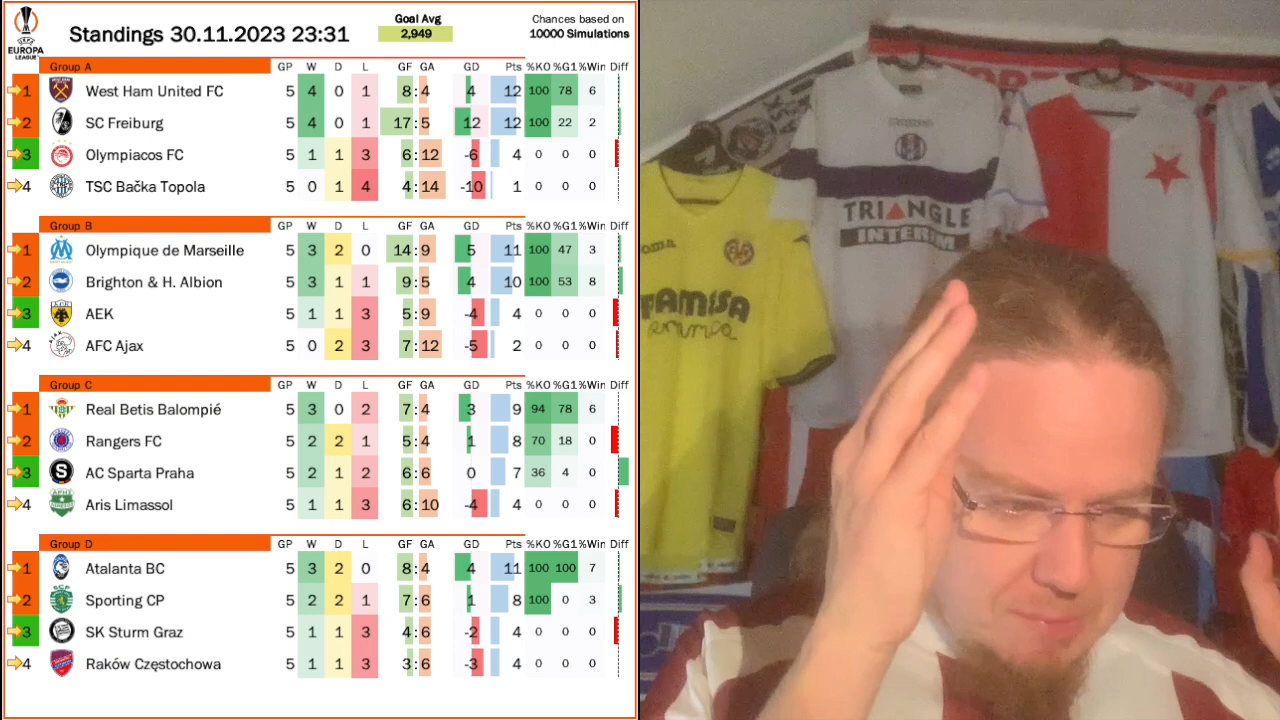 Goal Avg
Chances based on
UEFA EUROPA LEAGUE
Standings 30.11.2023 23:31
2,949
10000 Simulations
Group A GP W D L GF GA GD Pts %KO %G1 %Win Diff
1 West Ham United FC 5 4 0 1 8 : 4 4 12 100 78 6
2 SC Freiburg 5 4 0 1 17 : 5 12 12 100 22 2
3 Olympiacos FC 5 1 1 3 6 : 12 -6 4 0 0 0
4 TSC Bačka Topola 5 0 1 4 4 : 14 -10 1 0 0 0
Group B GP W D L GF GA GD Pts %KO %G1 %Win Diff
1 Olympique de Marseille 5 3 2 0 14 : 9 5 11 100 47 3
2 Brighton & H. Albion 5 3 1 1 9 : 5 4 10 100 53 8
3 AEK 5 1 1 3 5 : 9 -4 4 0 0 0
4 AFC Ajax 5 0 2 3 7 : 12 -5 2 0 0 0
Group C GP W D L GF GA GD Pts %KO %G1 %Win Diff
1 Real Betis Balompié 5 3 0 2 7 : 4 3 9 94 78 6
2 Rangers FC 5 2 2 1 5 : 4 1 8 70 18 0
3 AC Sparta Praha 5 2 1 2 6 : 6 0 7 36 4 0
4 Aris Limassol 5 1 1 3 6 : 10 -4 4 0 0 0
Group D GP W D L GF GA GD Pts %KO %G1 %Win Diff
1 Atalanta BC 5 3 2 0 8 : 4 4 11 100 100 7
2 Sporting CP 5 2 2 1 7 : 6 1 8 100 0 3
3 SK Sturm Graz 5 1 1 3 4 : 6 -2 4 0 0 0
4 Raków Częstochowa 5 1 1 3 3 : 6 -3 4 0 0 0
TRIANGLE
INTERIM
PAMESA